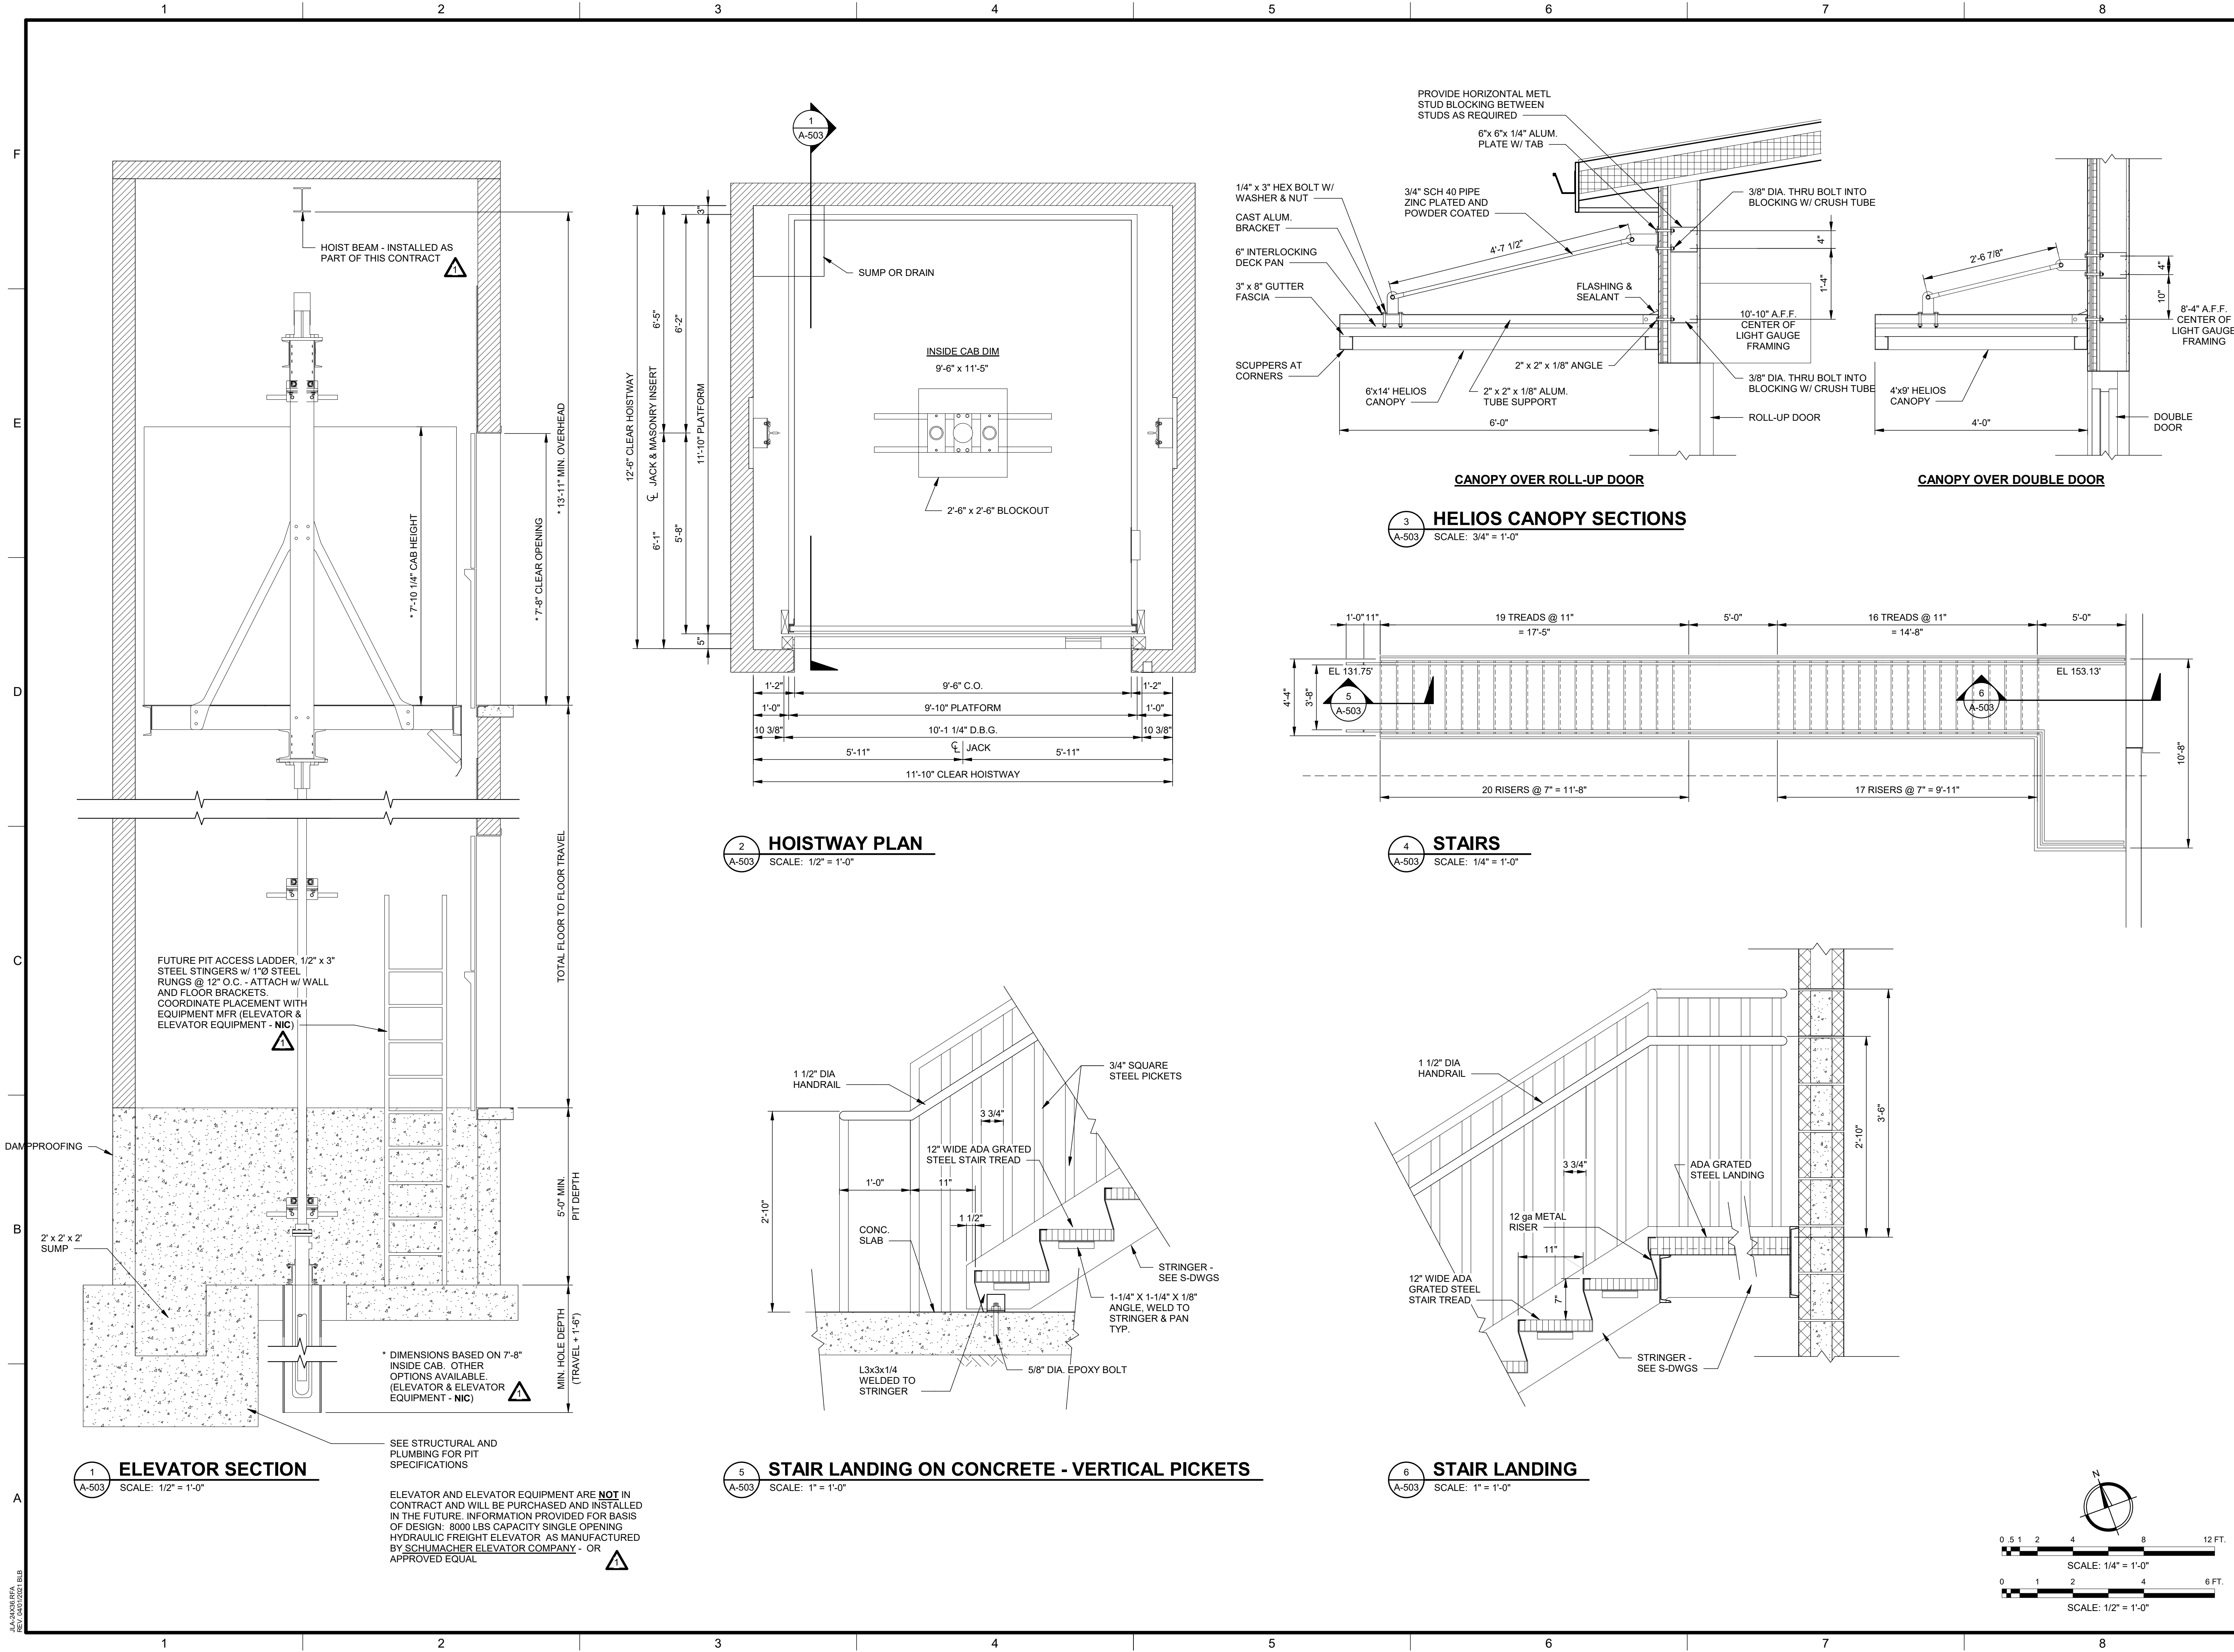 1
2
3
4
5
6
7
8
F
E
D
C
B
A
HOIST BEAM - INSTALLED AS
PART OF THIS CONTRACT
1
* 7'-10 1/4" CAB HEIGHT
* 7'-8" CLEAR OPENING
* 13'-11" MIN. OVERHEAD
TOTAL FLOOR TO FLOOR TRAVEL
FUTURE PIT ACCESS LADDER, 1/2" x 3"
STEEL STINGERS w/ 1"Ø STEEL
RUNGS @ 12" O.C. - ATTACH w/ WALL
AND FLOOR BRACKETS.
COORDINATE PLACEMENT WITH
EQUIPMENT MFR (ELEVATOR &
ELEVATOR EQUIPMENT - NIC)
1
DAMPPROOFING
2' x 2' x 2'
SUMP
5'-0" MIN.
PIT DEPTH
MIN. HOLE DEPTH
(TRAVEL + 1'-6")
* DIMENSIONS BASED ON 7'-8"
INSIDE CAB. OTHER
OPTIONS AVAILABLE.
(ELEVATOR & ELEVATOR
EQUIPMENT - NIC)
1
SEE STRUCTURAL AND
PLUMBING FOR PIT
SPECIFICATIONS
1
A-503
ELEVATOR SECTION
SCALE: 1/2" = 1'-0"
ELEVATOR AND ELEVATOR EQUIPMENT ARE NOT IN
CONTRACT AND WILL BE PURCHASED AND INSTALLED
IN THE FUTURE. INFORMATION PROVIDED FOR BASIS
OF DESIGN: 8000 LBS CAPACITY SINGLE OPENING
HYDRAULIC FREIGHT ELEVATOR AS MANUFACTURED
BY SCHUMACHER ELEVATOR COMPANY - OR
APPROVED EQUAL
1
1
A-503
3"
SUMP OR DRAIN
12'-6" CLEAR HOISTWAY
6'-5"
6'-2"
JACK & MASONRY INSERT
11'-10" PLATFORM
6'-1"
5'-8"
5"
INSIDE CAB DIM
9'-6" x 11'-5"
2'-6" x 2'-6" BLOCKOUT
1'-2"
9'-6" C.O.
1'-2"
1'-0"
9'-10" PLATFORM
1'-0"
10 3/8"
10'-1 1/4" D.B.G.
10 3/8"
5'-11"
JACK
5'-11"
11'-10" CLEAR HOISTWAY
2
A-503
HOISTWAY PLAN
SCALE: 1/2" = 1'-0"
PROVIDE HORIZONTAL METL
STUD BLOCKING BETWEEN
STUDS AS REQUIRED
6"x 6"x 1/4" ALUM.
PLATE W/ TAB
1/4" x 3" HEX BOLT W/
WASHER & NUT
3/4" SCH 40 PIPE
ZINC PLATED AND
POWDER COATED
3/8" DIA. THRU BOLT INTO
BLOCKING W/ CRUSH TUBE
CAST ALUM.
BRACKET
6" INTERLOCKING
DECK PAN
3" x 8" GUTTER
FASCIA
4'-7 1/2"
FLASHING &
SEALANT
4"
1'-4"
10'-10" A.F.F.
CENTER OF
LIGHT GAUGE
FRAMING
SCUPPERS AT
CORNERS
2" x 2" x 1/8" ANGLE
3/8" DIA. THRU BOLT INTO
BLOCKING W/ CRUSH TUBE
6'x14' HELIOS
CANOPY
2" x 2" x 1/8" ALUM.
TUBE SUPPORT
ROLL-UP DOOR
6'-0"
CANOPY OVER ROLL-UP DOOR
2'-6 7/8"
4"
10"
8'-4" A.F.F.
CENTER OF
LIGHT GAUGE
FRAMING
4'x9' HELIOS
CANOPY
DOUBLE
DOOR
4'-0"
CANOPY OVER DOUBLE DOOR
3
A-503
HELIOS CANOPY SECTIONS
SCALE: 3/4" = 1'-0"
1'-0"
11"
19 TREADS @ 11"
= 17'-5"
5'-0"
16 TREADS @ 11"
= 14'-8"
5'-0"
EL 131.75'
EL 153.13'
4'-4"
3'-8"
5
A-503
6
A-503
10'-8"
20 RISERS @ 7" = 11'-8"
17 RISERS @ 7" = 9'-11"
4
A-503
STAIRS
SCALE: 1/4" = 1'-0"
1 1/2" DIA
HANDRAIL
3/4" SQUARE
STEEL PICKETS
3 3/4"
12" WIDE ADA GRATED
STEEL STAIR TREAD
1'-0"
11"
2'-10"
1 1/2"
CONC.
SLAB
STRINGER -
SEE S-DWGS
1-1/4" X 1-1/4" X 1/8"
ANGLE, WELD TO
STRINGER & PAN
TYP.
L3x3x1/4
WELDED TO
STRINGER
5/8" DIA. EPOXY BOLT
5
A-503
STAIR LANDING ON CONCRETE - VERTICAL PICKETS
SCALE: 1" = 1'-0"
1 1/2" DIA
HANDRAIL
3 3/4"
ADA GRATED
STEEL LANDING
2'-10"
3'-6"
12 ga METAL
RISER
11"
12" WIDE ADA
GRATED STEEL
STAIR TREAD
7"
STRINGER -
SEE S-DWGS
6
A-503
STAIR LANDING
SCALE: 1" = 1'-0"
N
0 .5 1 2 4 8 12 FT.
SCALE: 1/4" = 1'-0"
0 1 2 4 6 FT.
SCALE: 1/2" = 1'-0"
JLA-24X36.RFA
REV. 04/01/2021 BLB
1
2
3
4
5
6
7
8